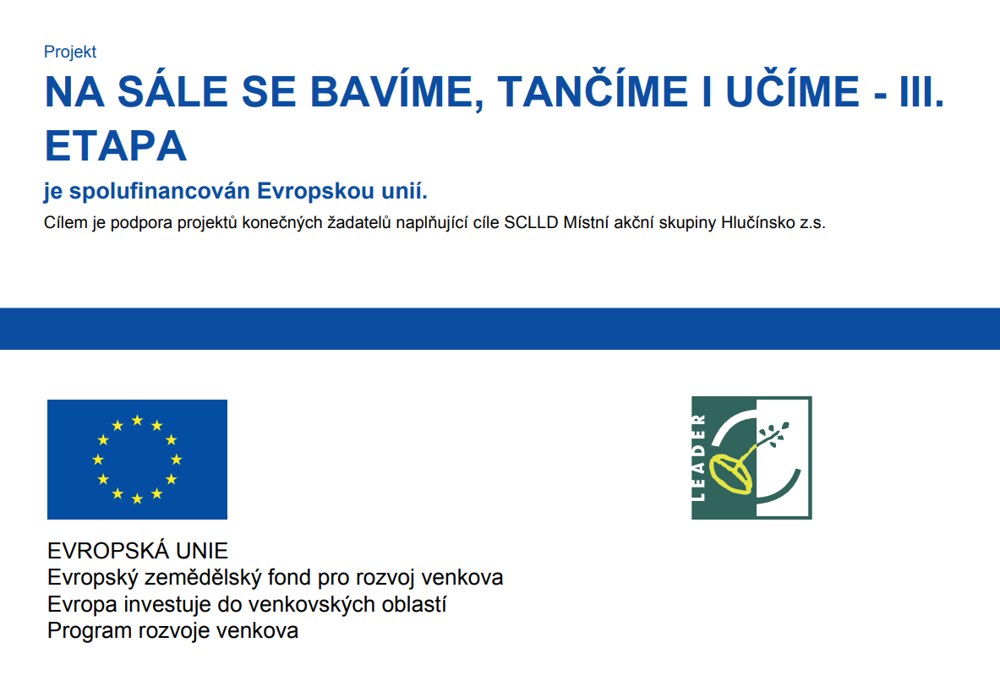 Projekt
NA SÁLE SE BAVÍME, TANČÍME I UČÍME - III.
ETAPA
je spolufinancován Evropskou unií.
Cílem je podpora projektů konečných žadatelů naplňující cíle SCLLD Místní akční skupiny Hlučínsko z.s.
LEADER
EVROPSKÁ UNIE
Evropský zemědělský fond pro rozvoj venkova
Evropa investuje do venkovských oblastí
Program rozvoje venkova